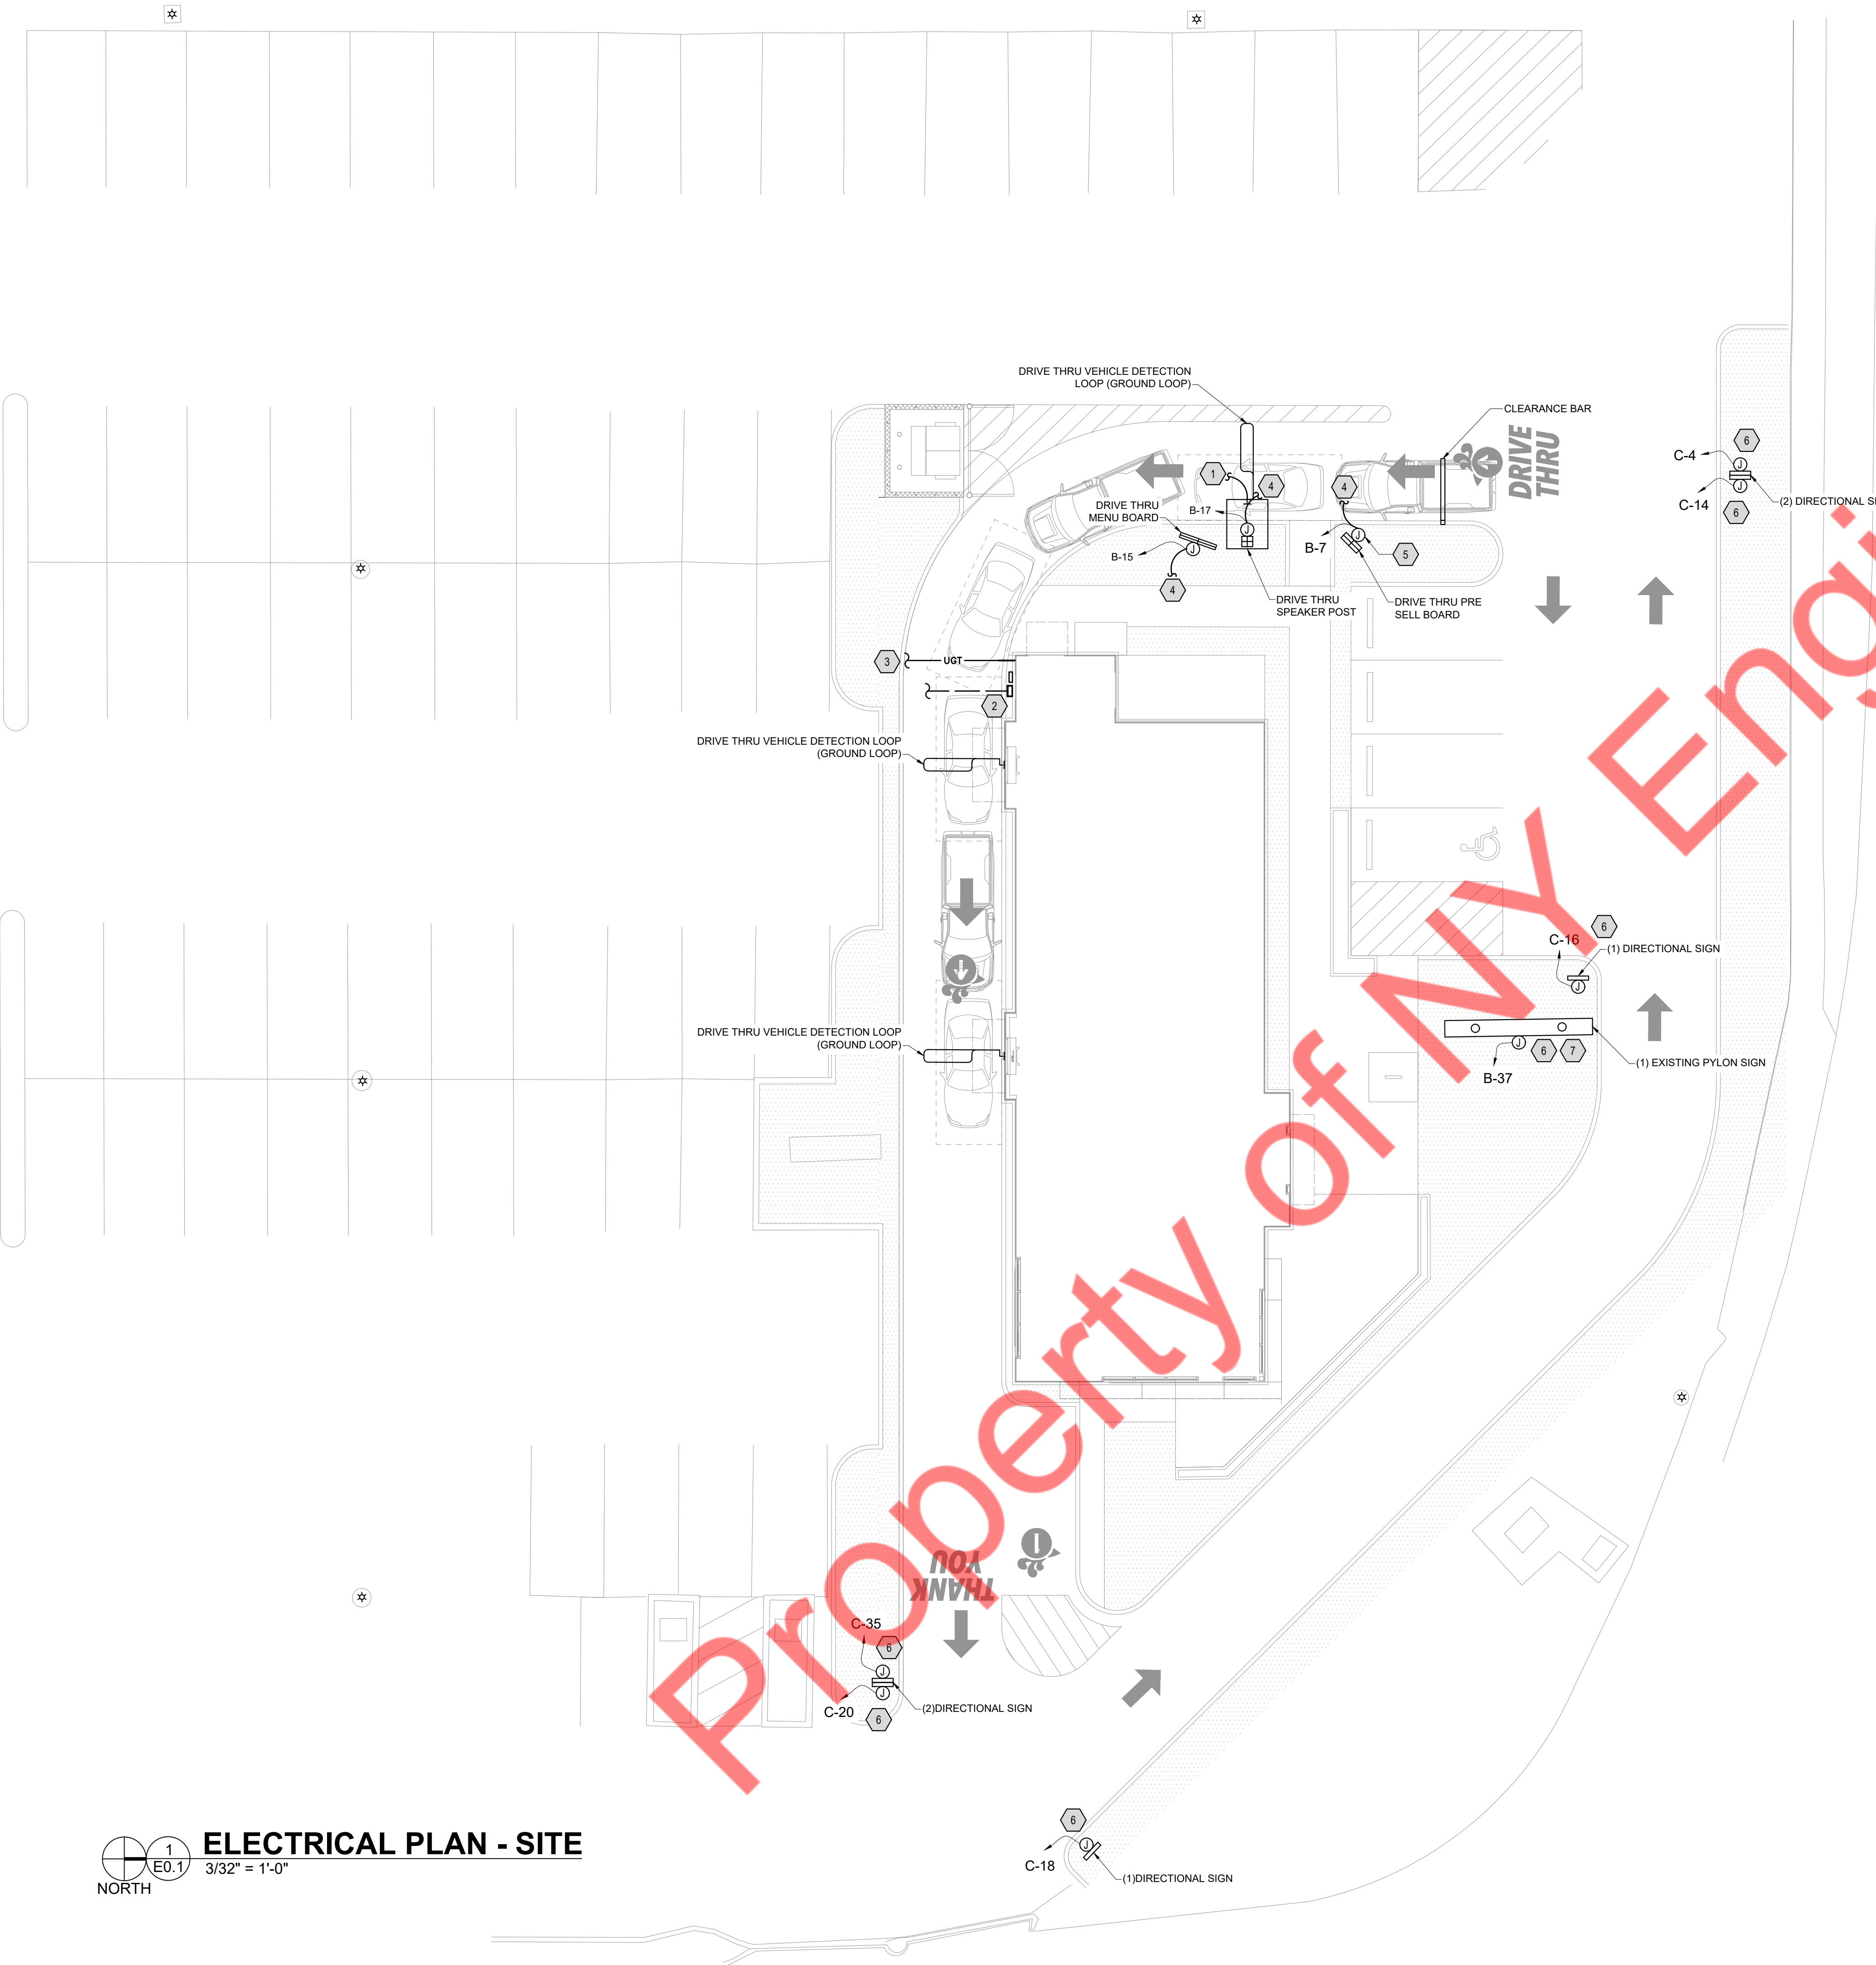 DRIVE THRU VEHICLE DETECTION
LOOP (GROUND LOOP)
CLEARANCE BAR
DRIVE
THRU
6
C-4
J
J
(2) DIRECTIONAL
C-14
6
1
4
4
DRIVE THRU
MENU BOARD
B-17
J
B-7
J
5
B-15
J
4
DRIVE THRU
SPEAKER POST
DRIVE THRU PRE
SELL BOARD
3
UGT
2
DRIVE THRU VEHICLE DETECTION LOOP
(GROUND LOOP)
6
C-16
(1) DIRECTIONAL SIGN
J
DRIVE THRU VEHICLE DETECTION LOOP
(GROUND LOOP)
J
6
7
(1) EXISTING PYLON SIGN
B-37
THANK
YOU
C-35
6
J
J
C-20
(2)DIRECTIONAL SIGN
6
6
J
C-18
(1)DIRECTIONAL SIGN
1
E0.1
ELECTRICAL PLAN - SITE
3/32" = 1'-0"
NORTH
Property of NY